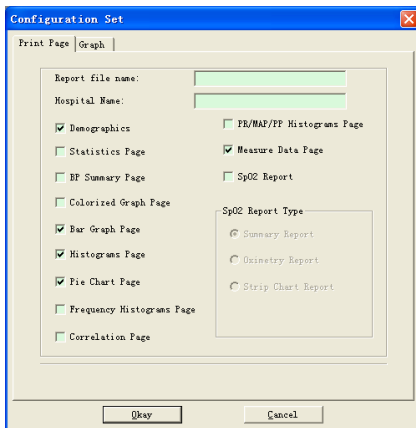 Configuration Set
Print Page
Graph
Report file name:
Hospital Name:
Demographics
Statistics Page
BP Summary Page
Colorized Graph Page
Bar Graph Page
Histograms Page
Pie Chart Page
Frequency Histograms Page
Correlation Page
PR/MAP/PP Histograms Page
Measure Data Page
SpO2 Report
SpO2 Report Type
Summary Report
Oximetry Report
Strip Chart Report
Okay
Cancel